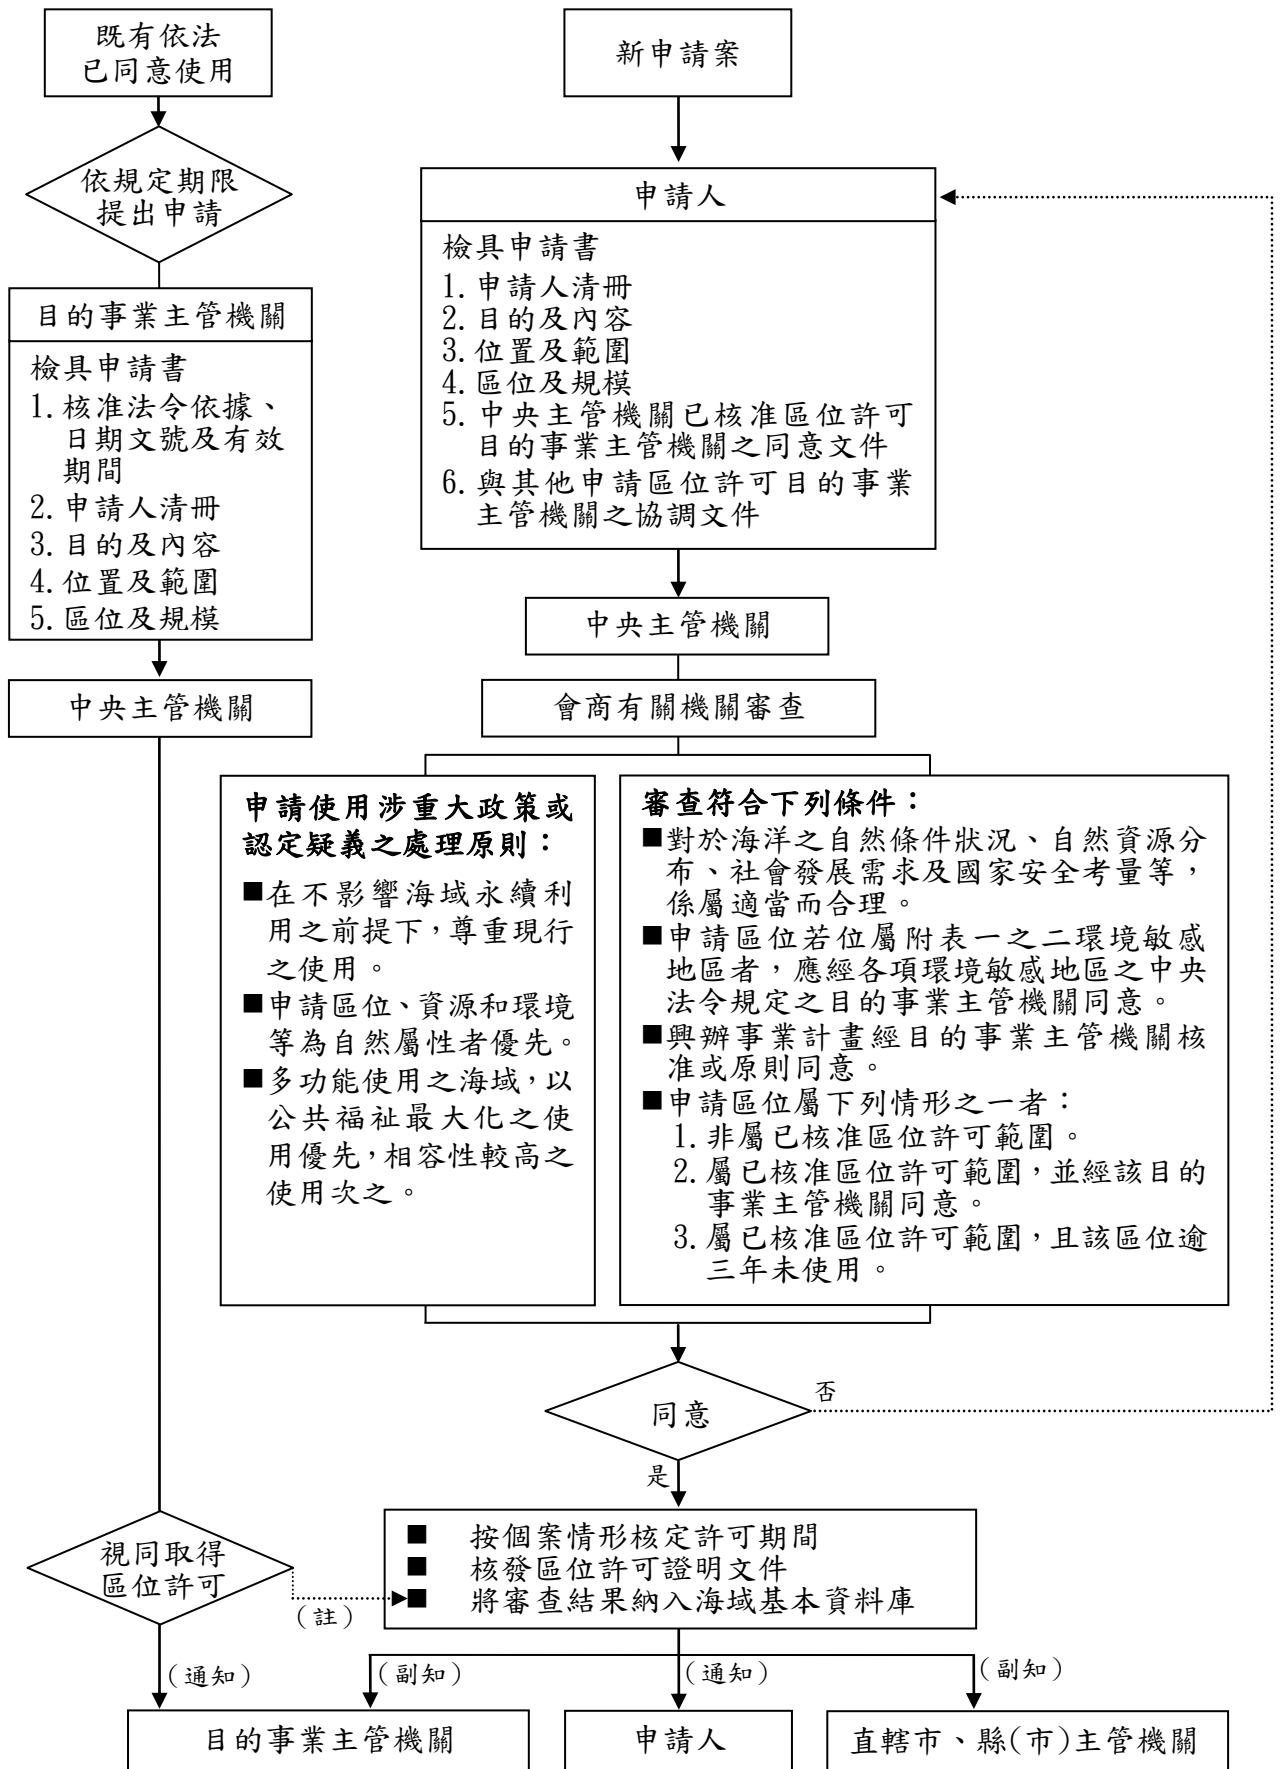 既有依法
已同意使用
依規定期限
提出申請
目的事業主管機關
檢具申請書
1.核准法令依據、
日期文號及有效
期間
2.申請人清冊
3.目的及內容
4.位置及範圍
5.區位及規模
中央主管機關
新申請案
申請人
檢具申請書
1.申請人清冊
2.目的及內容
3.位置及範圍
4.區位及規模
5.中央主管機關已核准區位許可
目的事業主管機關之同意文件
6.與其他申請區位許可目的事業
主管機關之協調文件
中央主管機關
會商有關機關審查
申請使用涉重大政策或
認定疑義之處理原則：
■在不影響海域永續利
用之前提下，尊重現行
之使用。
■申請區位、資源和環境
等為自然屬性者優先。
■多功能使用之海域，以
公共福祉最大化之使
用優先，相容性較高之
使用次之。
審查符合下列條件：
■對於海洋之自然條件狀況、自然資源分
布、社會發展需求及國家安全考量等，
係屬適當而合理。
■申請區位若位屬附表一之二環境敏感
地區者，應經各項環境敏感地區之中央
法令規定之目的事業主管機關同意。
■興辦事業計畫經目的事業主管機關核
准或原則同意。
■申請區位屬下列情形之一者：
1.非屬已核准區位許可範圍。
2.屬已核准區位許可範圍，並經該目的
事業主管機關同意。
3.屬已核准區位許可範圍，且該區位逾
三年未使用。
同意
否
是
視同取得
區位許可
（註）
■ 按個案情形核定許可期間
■ 核發區位許可證明文件
■ 將審查結果納入海域基本資料庫
（通知）
（副知）
（通知）
（副知）
目的事業主管機關
申請人
直轄市、縣(市)主管機關